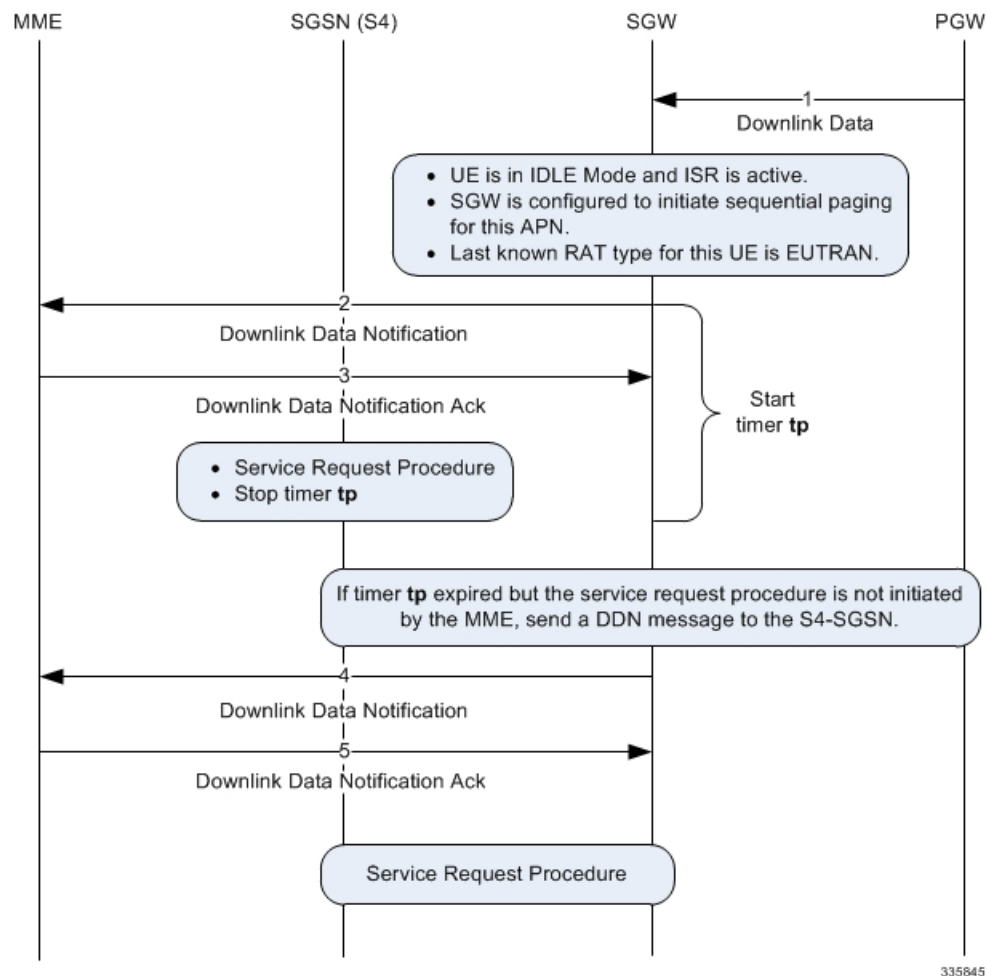 MME SGSN (S4) SGW PGW
1
Downlink Data
• UE is in IDLE Mode and ISR is active.
• SGW is configured to initiate sequential paging
for this APN.
• Last known RAT type for this UE is EUTRAN.
2
Downlink Data Notification
3
Downlink Data Notification Ack
Start
timer tp
• Service Request Procedure
• Stop timer tp
If timer tp expired but the service request procedure is not initiated
by the MME, send a DDN message to the S4-SGSN.
4
Downlink Data Notification
5
Downlink Data Notification Ack
Service Request Procedure
335845